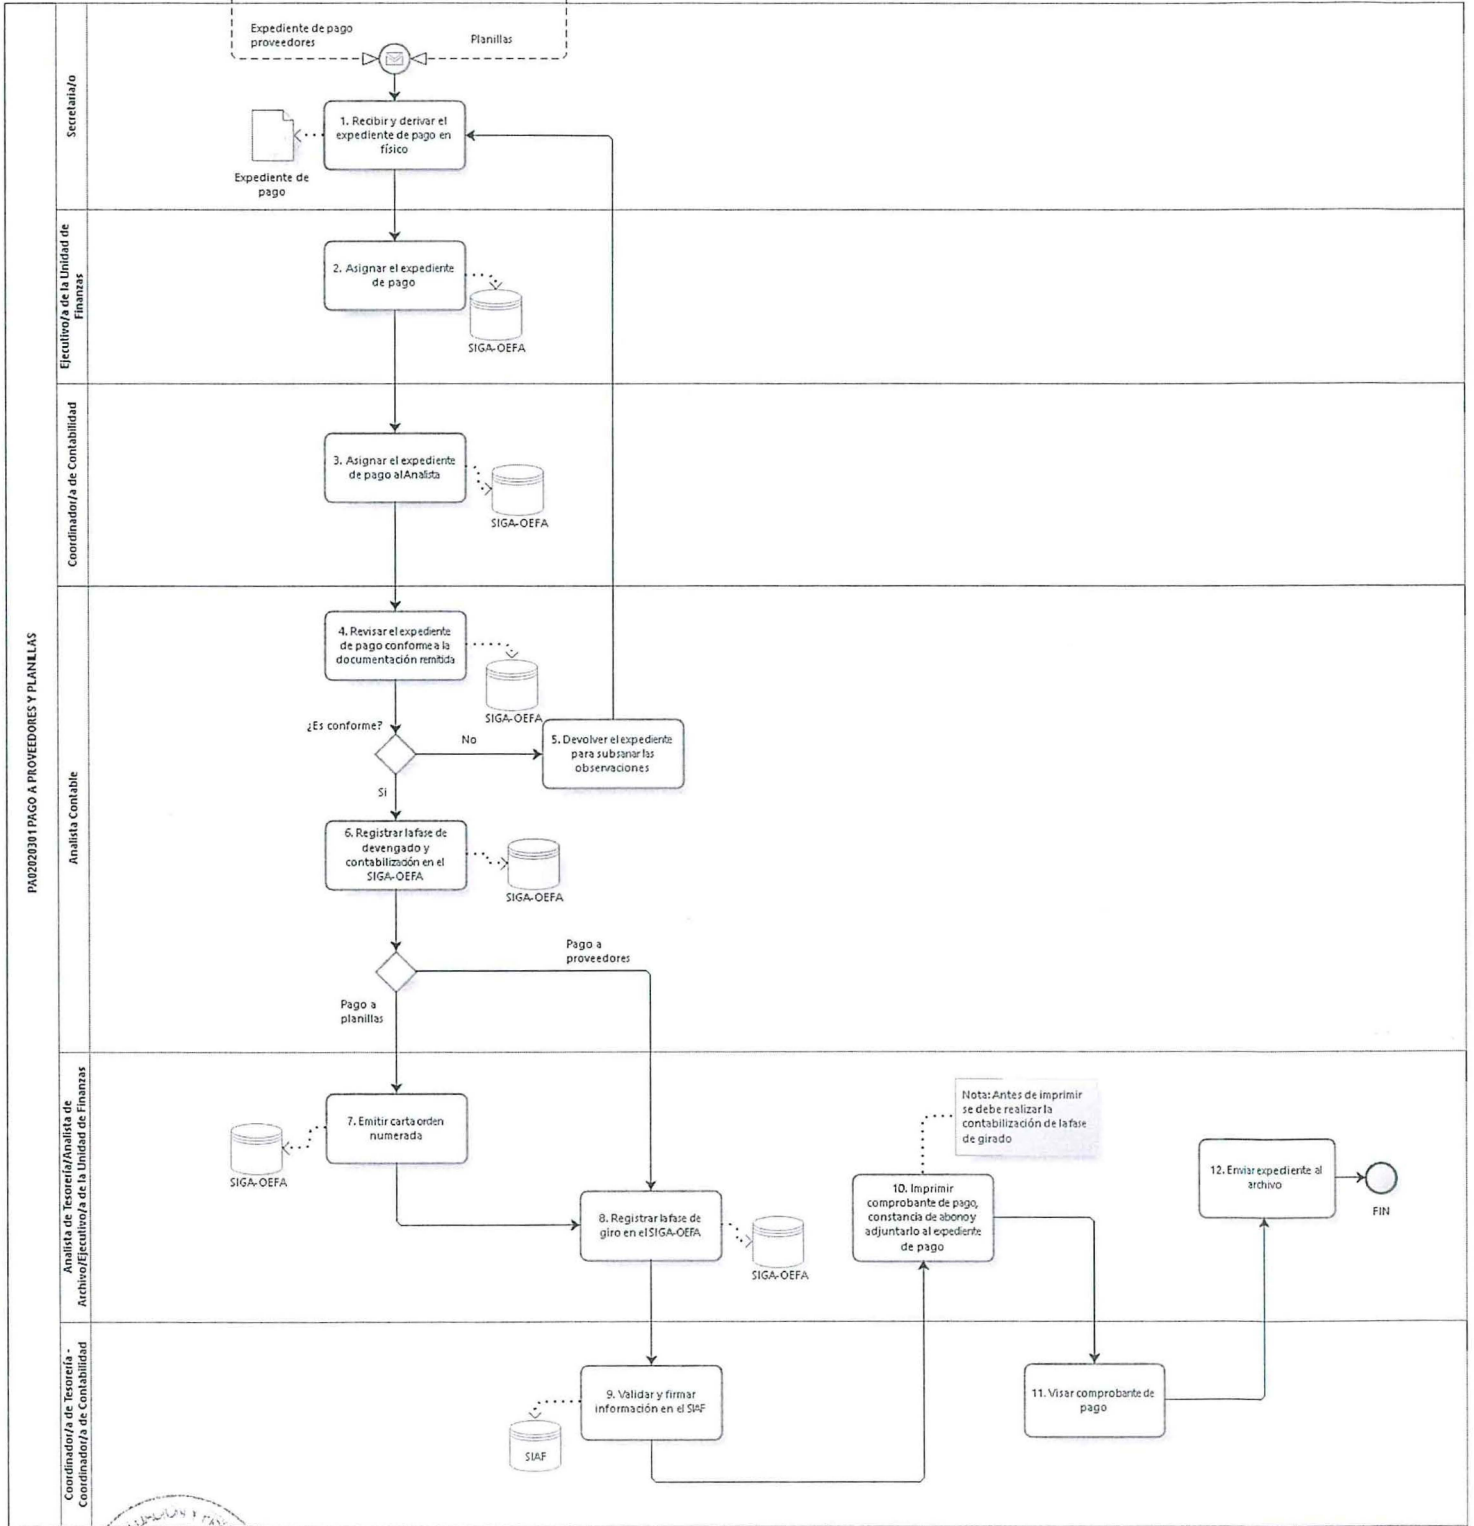 PA02020301 PAGO A PROVEEDORES Y PLANILLAS
Secretaria/o
Expediente de pago
proveedores
Planillas
1. Recibir y derivar el
expediente de pago en
físico
Expediente de
pago
Ejecutivo/a de la Unidad de
Finanzas
2. Asignar el expediente
de pago
SIGA-OEFA
Coordinador/a de Contabilidad
3. Asignar el expediente
de pago al Analista
SIGA-OEFA
Analista Contable
4. Revisar el expediente
de pago conforme a la
documentación remitida
SIGA-OEFA
¿Es conforme?
No
5. Devolver el expediente
para subsanar las
observaciones
Si
6. Registrar la fase de
devengado y
contabilización en el
SIGA-OEFA
SIGA-OEFA
Pago a
proveedores
Pago a
planillas
Analista de Tesorería/Analista de
Archivo/Ejecutivo/a de la Unidad de Finanzas
7. Emitir carta orden
numerada
SIGA-OEFA
8. Registrar la fase de
giro en el SIGA-OEFA
SIGA-OEFA
Nota: Antes de imprimir
se debe realizar la
contabilización de la fase
de girado
10. Imprimir
comprobante de pago,
constancia de abono y
adjuntarlo al expediente
de pago
12. Enviar expediente al
archivo
FIN
Coordinador/a de Tesorería -
Coordinador/a de Contabilidad
9. Validar y firmar
información en el SIAF
SIAF
11. Visar comprobante de
pago